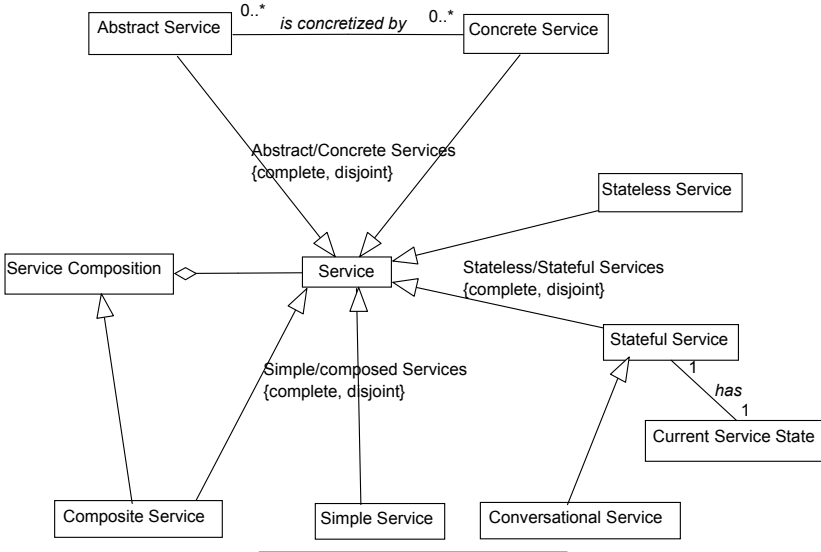 0..*
0..*
Abstract Service
is concretized by
Concrete Service
Abstract/Concrete Services
{complete, disjoint}
Stateless Service
Service Composition
Service
Stateless/Stateful Services
{complete, disjoint}
Stateful Service
1
has
1
Simple/composed Services
{complete, disjoint}
Current Service State
Composite Service
Simple Service
Conversational Service